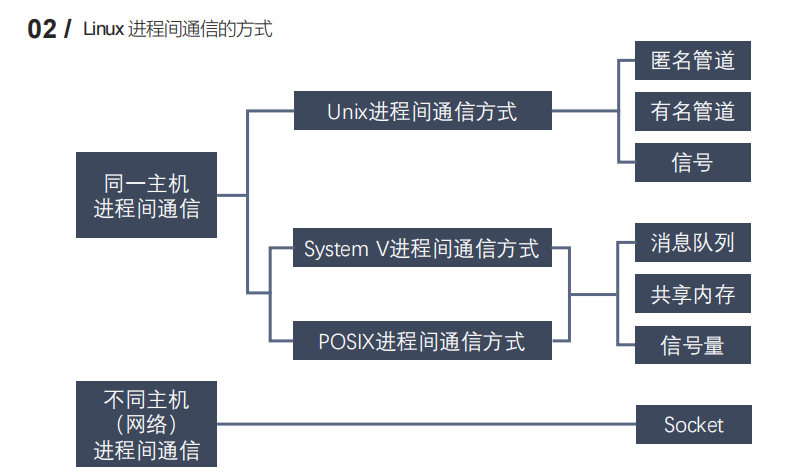 02 / Linux 进程间通信的方式
匿名管道
Unix进程间通信方式
有名管道
信号
同一主机
进程间通信
System V进程间通信方式
消息队列
共享内存
POSIX进程间通信方式
信号量
不同主机
（网络）
进程间通信
Socket